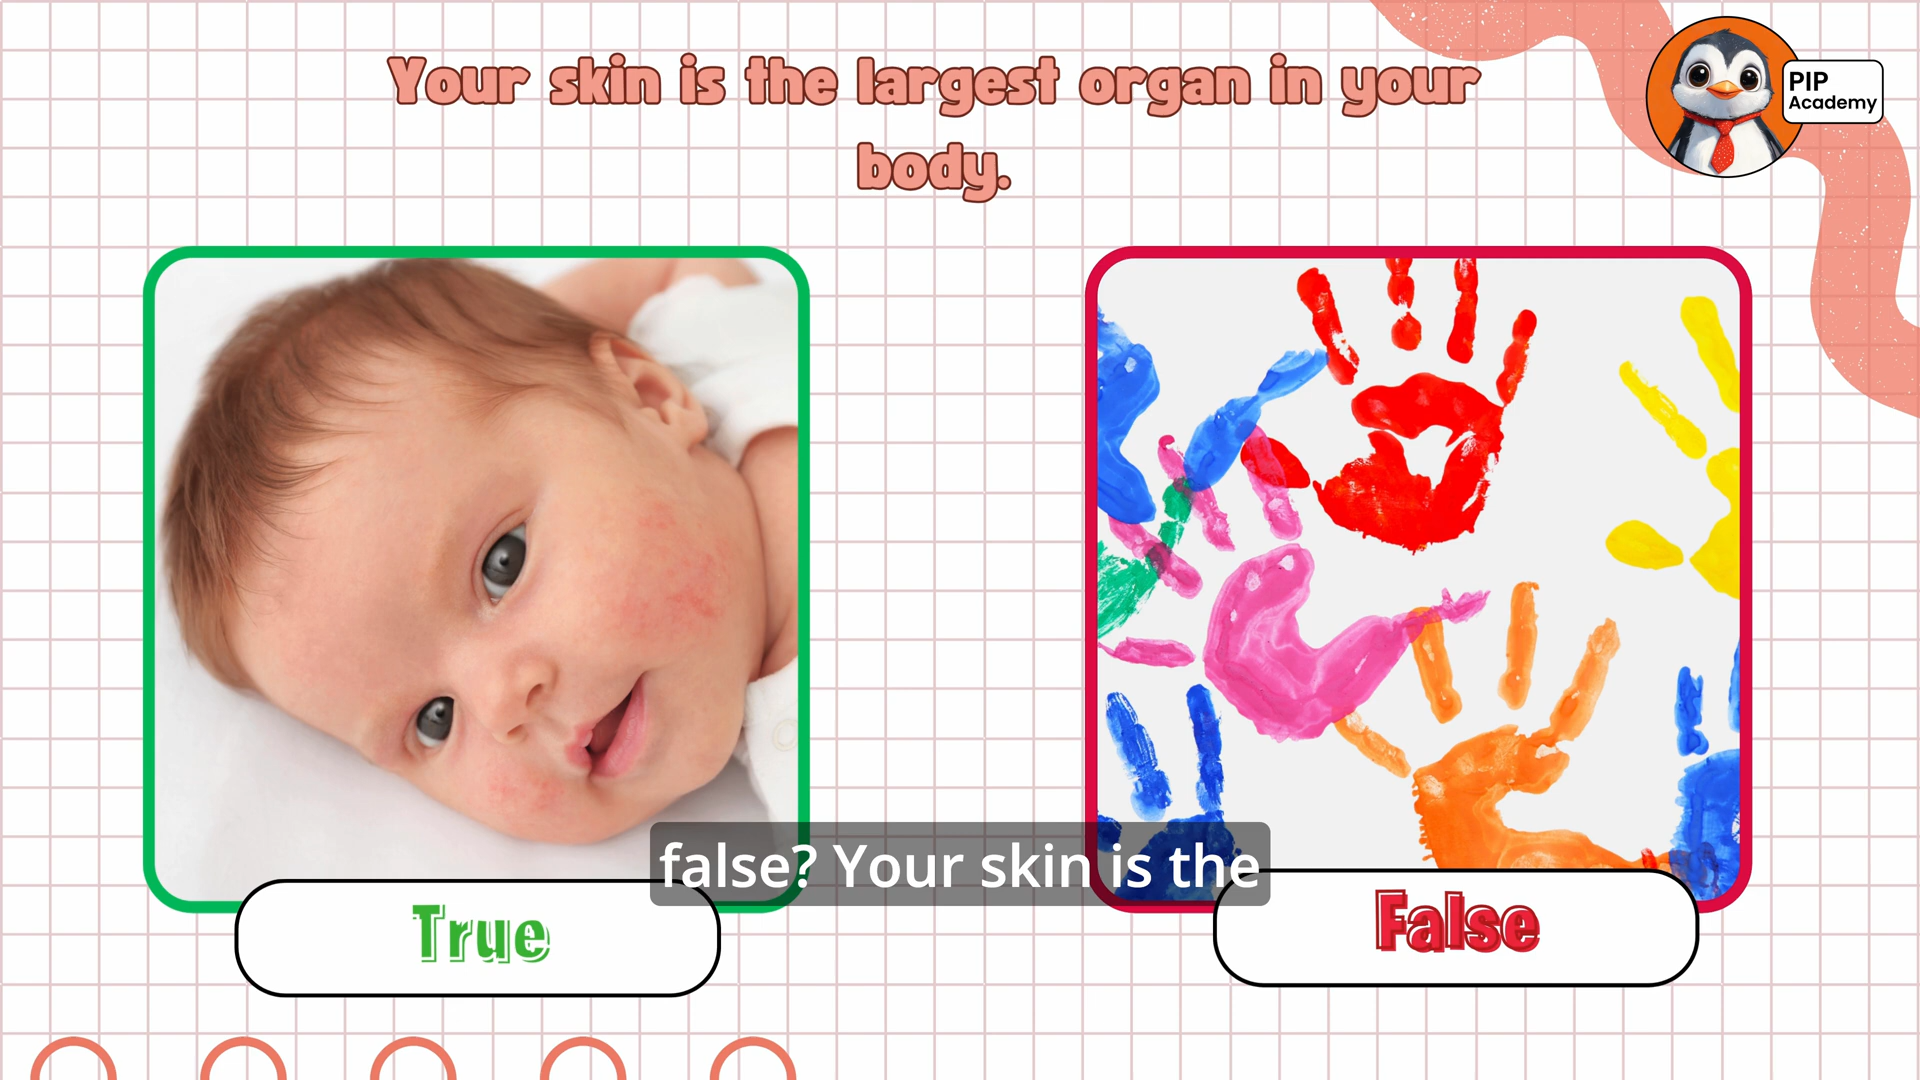 Your skin is the largest organ in your
body.
PIP
Academy
false? Your skin is the
True
False